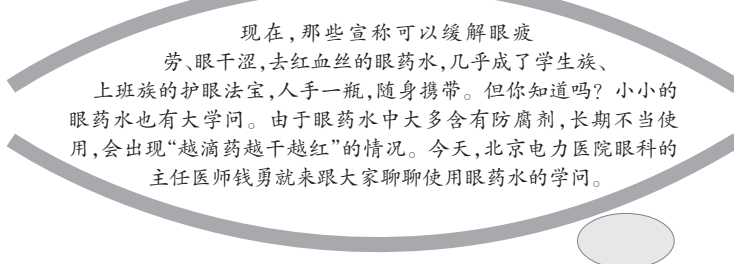 现在,那些宣称可以缓解眼疲
劳、眼干涩,去红血丝的眼药水,几乎成了学生族、
上班族的护眼法宝,人手一瓶,随身携带。但你知道吗？小小的
眼药水也有大学问。由于眼药水中大多含有防腐剂,长期不当使
用,会出现“越滴药越干越红”的情况。今天,北京电力医院眼科的
主任医师钱勇就来跟大家聊聊使用眼药水的学问。